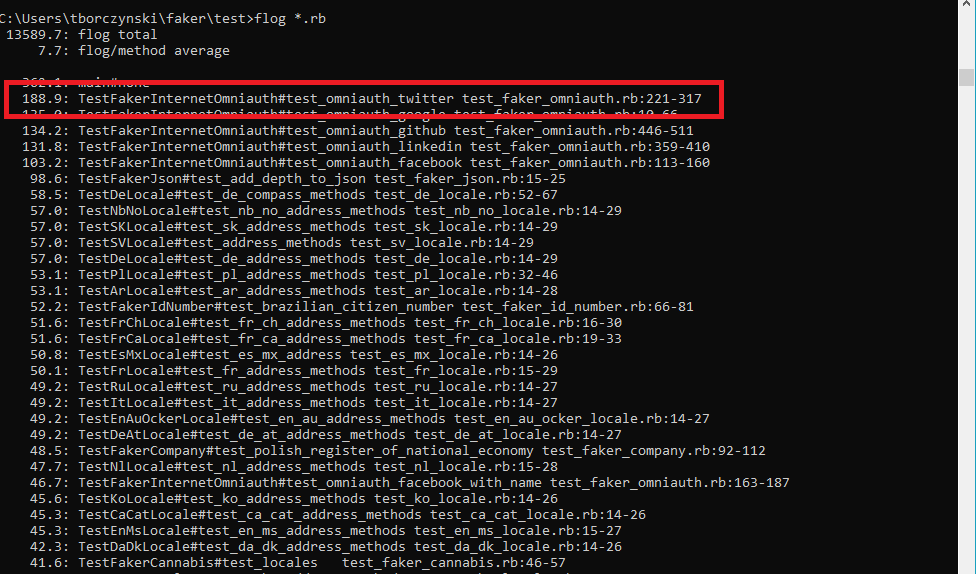 C:\Users\tborczynski\faker\test>flog *.rb
13589.7: flog total
7.7: flog/method average
362.1: main#none
188.9: TestFakerInternetOmniauth#test_omniauth_twitter test_faker_omniauth.rb:221-317
135.0: TestFakerInternetOmniauth#test_omniauth_google test_faker_omniauth.rb:10-66
134.2: TestFakerInternetOmniauth#test_omniauth_github test_faker_omniauth.rb:446-511
131.8: TestFakerInternetOmniauth#test_omniauth_linkedin test_faker_omniauth.rb:359-410
103.2: TestFakerInternetOmniauth#test_omniauth_facebook test_faker_omniauth.rb:113-160
98.6: TestFakerJson#test_add_depth_to_json test_faker_json.rb:15-25
58.5: TestDeLocale#test_de_compass_methods test_de_locale.rb:52-67
57.0: TestNbNoLocale#test_nb_no_address_methods test_nb_no_locale.rb:14-29
57.0: TestSKLocale#test_sk_address_methods test_sk_locale.rb:14-29
57.0: TestSVLocale#test_address_methods test_sv_locale.rb:14-29
57.0: TestDeLocale#test_de_address_methods test_de_locale.rb:14-29
53.1: TestPlLocale#test_pl_address_methods test_pl_locale.rb:32-46
53.1: TestArLocale#test_ar_address_methods test_ar_locale.rb:14-28
52.2: TestFakerIdNumber#test_brazilian_citizen_number test_faker_id_number.rb:66-81
51.6: TestFrChLocale#test_fr_ch_address_methods test_fr_ch_locale.rb:16-30
51.6: TestFrCaLocale#test_fr_ca_address_methods test_fr_ca_locale.rb:19-33
50.8: TestEsMxLocale#test_es_mx_address test_es_mx_locale.rb:14-26
50.1: TestFrLocale#test_fr_address_methods test_fr_locale.rb:15-29
49.2: TestRuLocale#test_ru_address_methods test_ru_locale.rb:14-27
49.2: TestItLocale#test_it_address_methods test_it_locale.rb:14-27
49.2: TestEnAuOckerLocale#test_en_au_address_methods test_en_au_ocker_locale.rb:14-27
49.2: TestDeAtLocale#test_de_at_address_methods test_de_at_locale.rb:14-27
48.5: TestFakerCompany#test_polish_register_of_national_economy test_faker_company.rb:92-112
47.7: TestNlLocale#test_nl_address_methods test_nl_locale.rb:15-28
46.7: TestFakerInternetOmniauth#test_omniauth_facebook_with_name test_faker_omniauth.rb:163-187
45.6: TestKoLocale#test_ko_address_methods test_ko_locale.rb:14-26
45.3: TestCaCatLocale#test_ca_cat_address_methods test_ca_cat_locale.rb:14-26
45.3: TestEnMsLocale#test_en_ms_address_methods test_en_ms_locale.rb:15-27
42.3: TestDaDkLocale#test_da_dk_address_methods test_da_dk_locale.rb:14-26
41.6: TestFakerCannabis#test_locales test_faker_cannabis.rb:46-57